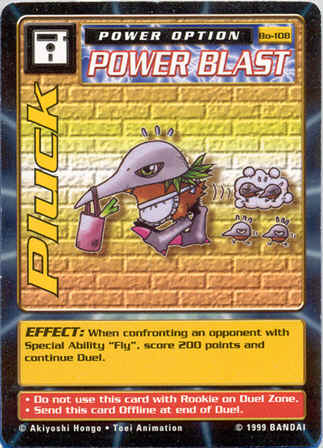 POWER OPTION
Bo-108
POWER BLAST
Pluck
EFFECT: When confronting an opponent with
Special Ability "Fly", score 200 points and
continue Duel.
• Do not use this card with Rookie on Duel Zone.
• Send this card Offline at end of Duel.
© Akiyoshi Hongo • Toei Animation
© 1999 BANDAI